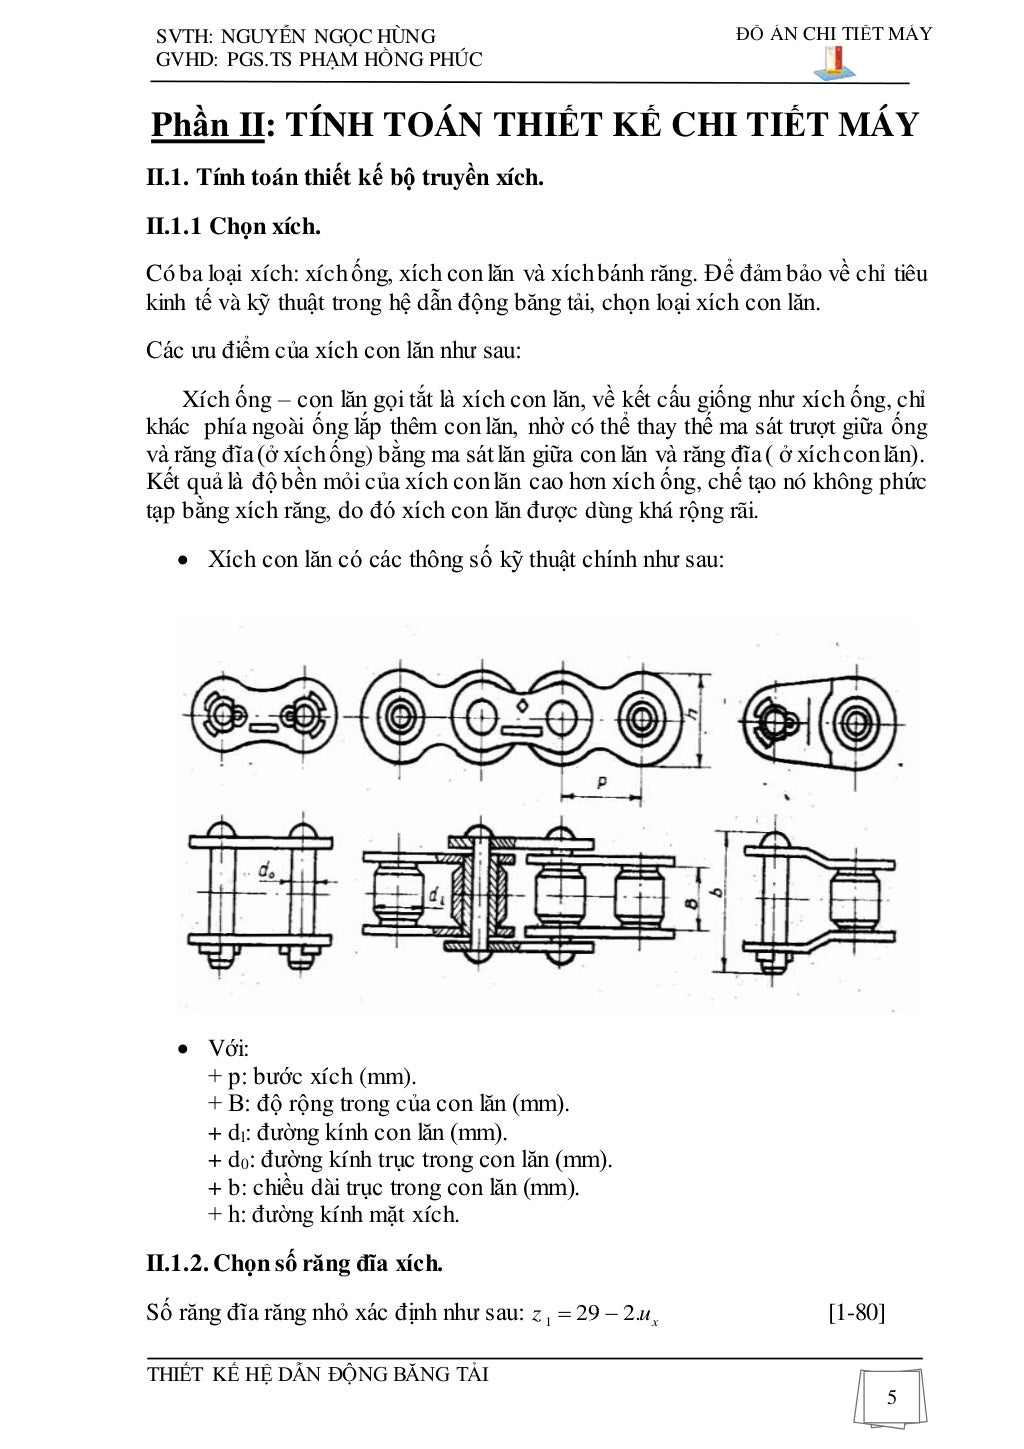 SVTH: NGUYỄN NGỌC HÙNG
ĐỒ ÁN CHI TIẾT MÁY
GVHD: PGS.TS PHẠM HỒNG PHÚC
Phần II: TÍNH TOÁN THIẾT KẾ CHI TIẾT MÁY
II.1. Tính toán thiết kế bộ truyền xích.
II.1.1 Chọn xích.
Có ba loại xích: xích ống, xích con lăn và xích bánh răng. Để đảm bảo về chỉ tiêu
kinh tế và kỹ thuật trong hệ dẫn động băng tải, chọn loại xích con lăn.
Các ưu điểm của xích con lăn như sau:
Xích ống – con lăn gọi tắt là xích con lăn, về kết cấu giống như xích ống, chỉ
khác phía ngoài ống lắp thêm con lăn, nhờ có thể thay thế ma sát trượt giữa ống
và răng đĩa (ở xích ống) bằng ma sát lăn giữa con lăn và răng đĩa ( ở xích con lăn).
Kết quả là độ bền mỏi của xích con lăn cao hơn xích ống, chế tạo nó không phức
tạp bằng xích răng, do đó xích con lăn được dùng khá rộng rãi.
• Xích con lăn có các thông số kỹ thuật chính như sau:
h
P
d₀
d₁
B
b
• Với:
+ p: bước xích (mm).
+ B: độ rộng trong của con lăn (mm).
+ dl: đường kính con lăn (mm).
+ d0: đường kính trục trong con lăn (mm).
+ b: chiều dài trục trong con lăn (mm).
+ h: đường kính mặt xích.
II.1.2. Chọn số răng đĩa xích.
Số răng đĩa răng nhỏ xác định như sau: z₁ = 29 − 2.uₓ [1-80]
THIẾT KẾ HỆ DẪN ĐỘNG BĂNG TẢI
5